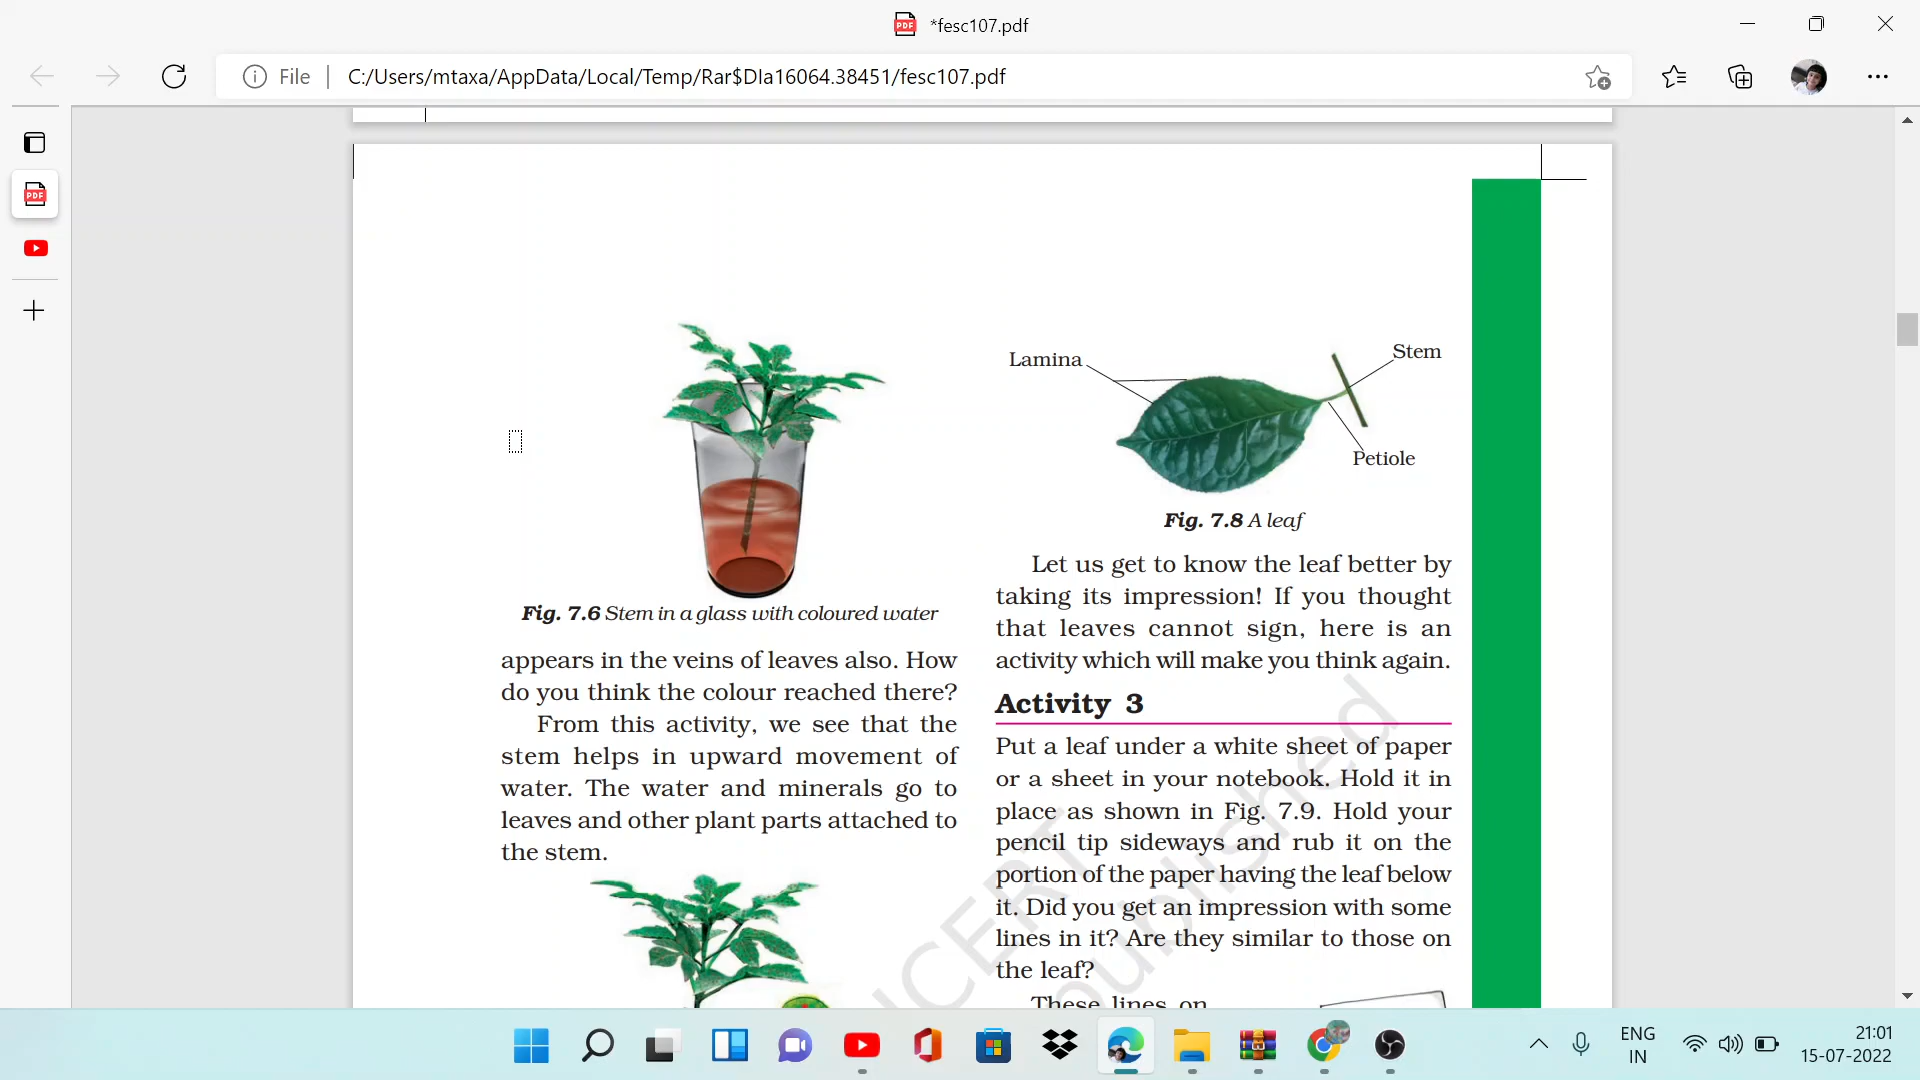 *fesc107.pdf
File
C:/Users/mtaxa/AppData/Local/Temp/Rar$DIa16064.38451/fesc107.pdf
Fig. 7.6 Stem in a glass with coloured water
appears in the veins of leaves also. How
do you think the colour reached there?
From this activity, we see that the
stem helps in upward movement of
water. The water and minerals go to
leaves and other plant parts attached to
the stem.
Lamina
Stem
Petiole
Fig. 7.8 A leaf
Let us get to know the leaf better by
taking its impression! If you thought
that leaves cannot sign, here is an
activity which will make you think again.
Activity 3
Put a leaf under a white sheet of paper
or a sheet in your notebook. Hold it in
place as shown in Fig. 7.9. Hold your
pencil tip sideways and rub it on the
portion of the paper having the leaf below
it. Did you get an impression with some
lines in it? Are they similar to those on
the leaf?
These lines on
NCERT
published
PDF
PDF
ENG
IN
21:01
15-07-2022